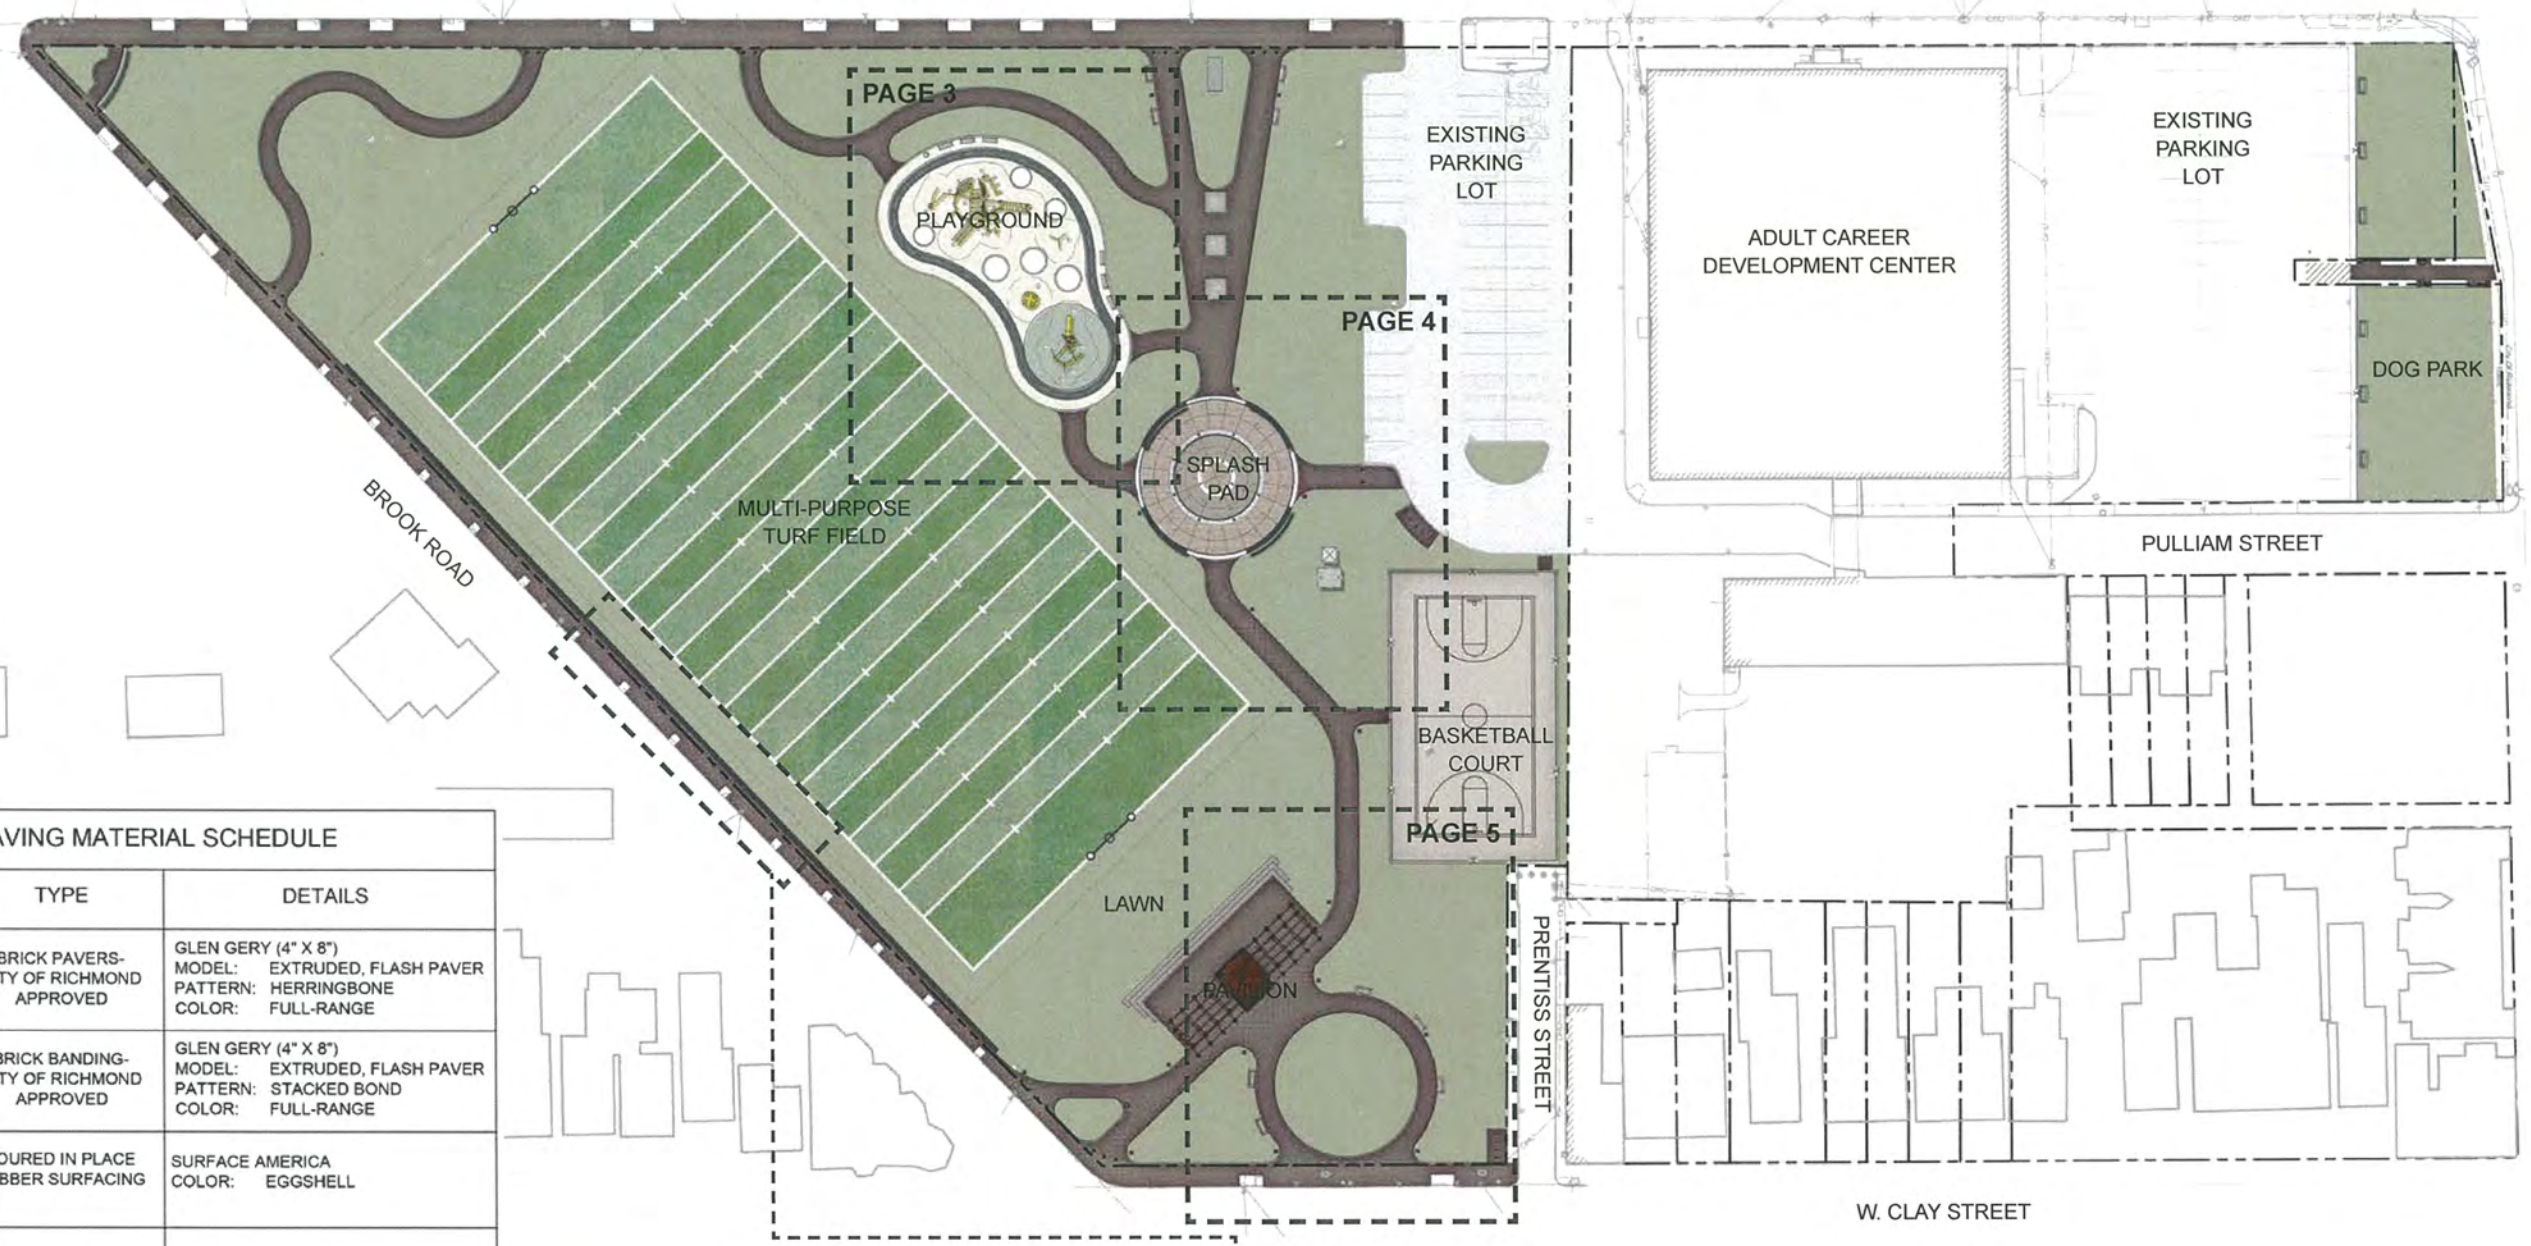 PAGE 3
EXISTING
PARKING
LOT
EXISTING
PARKING
LOT
PLAYGROUND
ADULT CAREER
DEVELOPMENT CENTER
PAGE 4
DOG PARK
SPLASH
PAD
MULTI-PURPOSE
TURF FIELD
BROOK ROAD
PULLIAM STREET
BASKETBALL
COURT
PAGE 5
LAWN
PAVILION
PRENTISS STREET
W. CLAY STREET
AVING MATERIAL SCHEDULE
TYPE
DETAILS
BRICK PAVERS-
TY OF RICHMOND
APPROVED
GLEN GERY (4" X 8")
MODEL: EXTRUDED, FLASH PAVER
PATTERN: HERRINGBONE
COLOR: FULL-RANGE
BRICK BANDING-
TY OF RICHMOND
APPROVED
GLEN GERY (4" X 8")
MODEL: EXTRUDED, FLASH PAVER
PATTERN: STACKED BOND
COLOR: FULL-RANGE
OURED IN PLACE
BBER SURFACING
SURFACE AMERICA
COLOR: EGGSHELL